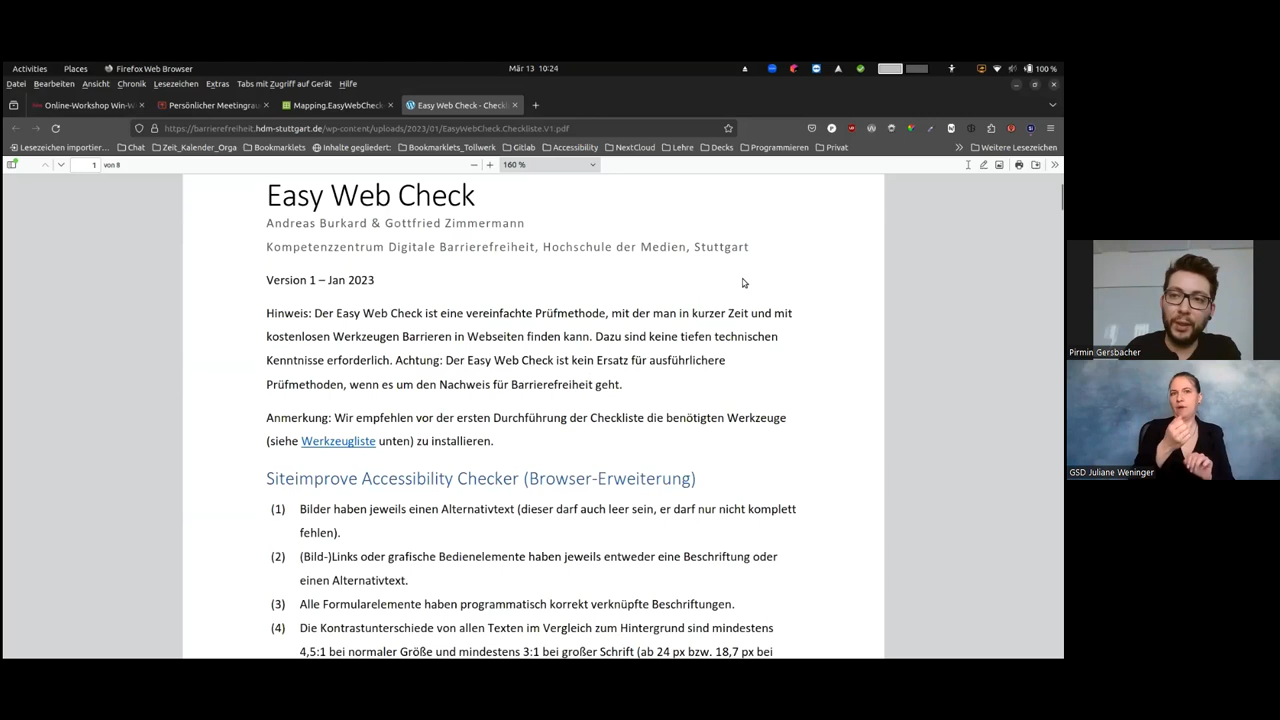 Activities Places Firefox Web Browser Mär 13 10:24 100 %
Datei Bearbeiten Ansicht Chronik Lesezeichen Extras Tabs mit Zugriff auf Gerät Hilfe
Online-Workshop Win-W Persönlicher Meetingrau Mapping.EasyWebCheck Easy Web Check - Checkl
https://barrierefreiheit.hdm-stuttgart.de/wp-content/uploads/2023/01/EasyWebCheck.Checkliste.V1.pdf
Lesezeichen importier... Chat Zeit_Kalender_Orga Bookmarklets Inhalte gegliedert: Bookmarklets_Tollwerk Gitlab Accessibility NextCloud Lehre Decks Programmieren Privat Weitere Lesezeichen
1 von 8 160 %
Easy Web Check
Andreas Burkard & Gottfried Zimmermann
Kompetenzzentrum Digitale Barrierefreiheit, Hochschule der Medien, Stuttgart
Version 1 – Jan 2023
Hinweis: Der Easy Web Check ist eine vereinfachte Prüfmethode, mit der man in kurzer Zeit und mit
kostenlosen Werkzeugen Barrieren in Webseiten finden kann. Dazu sind keine tiefen technischen
Kenntnisse erforderlich. Achtung: Der Easy Web Check ist kein Ersatz für ausführlichere
Prüfmethoden, wenn es um den Nachweis für Barrierefreiheit geht.
Anmerkung: Wir empfehlen vor der ersten Durchführung der Checkliste die benötigten Werkzeuge
(siehe Werkzeugliste unten) zu installieren.
Siteimprove Accessibility Checker (Browser-Erweiterung)
(1) Bilder haben jeweils einen Alternativtext (dieser darf auch leer sein, er darf nur nicht komplett
fehlen).
(2) (Bild-)Links oder grafische Bedienelemente haben jeweils entweder eine Beschriftung oder
einen Alternativtext.
(3) Alle Formularelemente haben programmatisch korrekt verknüpfte Beschriftungen.
(4) Die Kontrastunterschiede von allen Texten im Vergleich zum Hintergrund sind mindestens
4,5:1 bei normaler Größe und mindestens 3:1 bei großer Schrift (ab 24 px bzw. 18,7 px bei
Pirmin Gersbacher
GSD Juliane Weninger